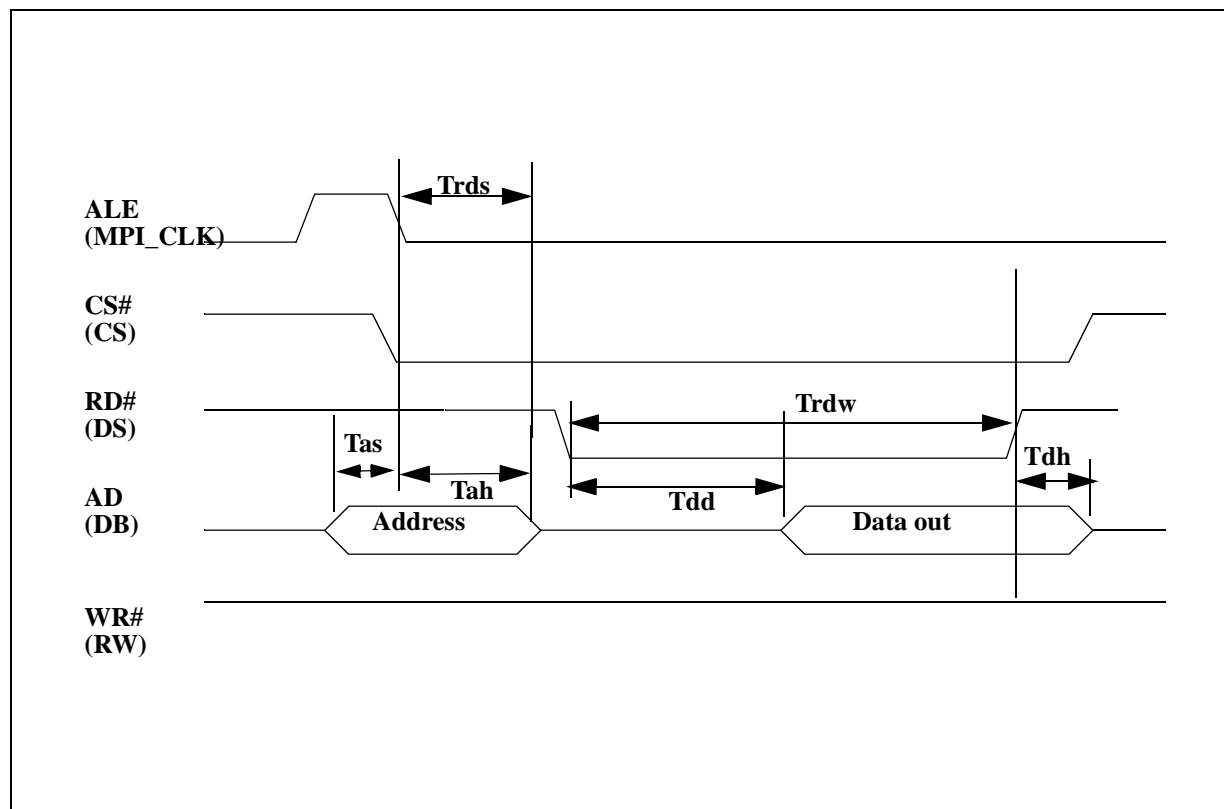 Trds
ALE
(MPI_CLK)
CS#
(CS)
RD#
(DS)
Trdw
Tas
Tdh
Tah
Tdd
AD
(DB)
Address
Data out
WR#
(RW)